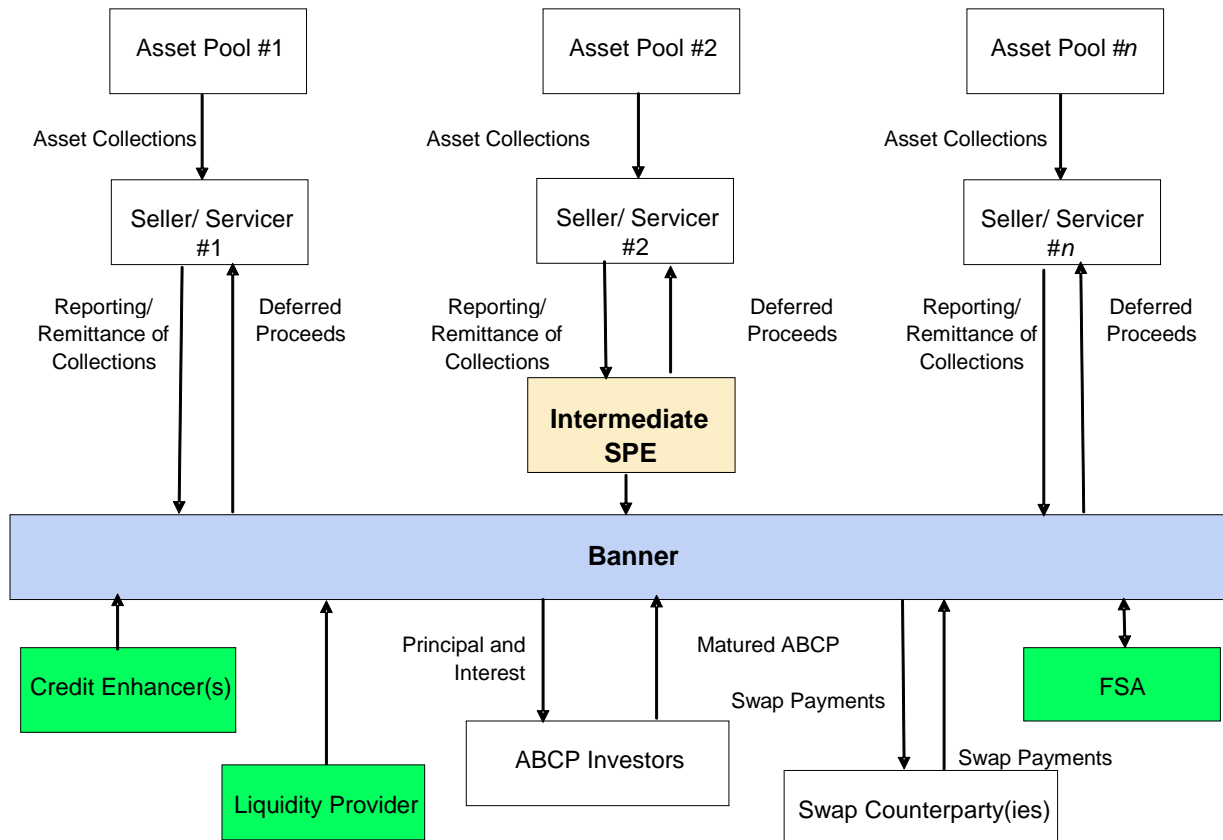 Asset Pool #1
Asset Pool #2
Asset Pool #n
Asset Collections
Asset Collections
Asset Collections
Seller/ Servicer
#1
Seller/ Servicer
#2
Seller/ Servicer
#n
Reporting/
Remittance of
Collections
Deferred
Proceeds
Reporting/
Remittance of
Collections
Deferred
Proceeds
Reporting/
Remittance of
Collections
Deferred
Proceeds
Intermediate
SPE
Banner
Principal and
Interest
Matured ABCP
Swap Payments
Credit Enhancer(s)
FSA
ABCP Investors
Swap Payments
Liquidity Provider
Swap Counterparty(ies)